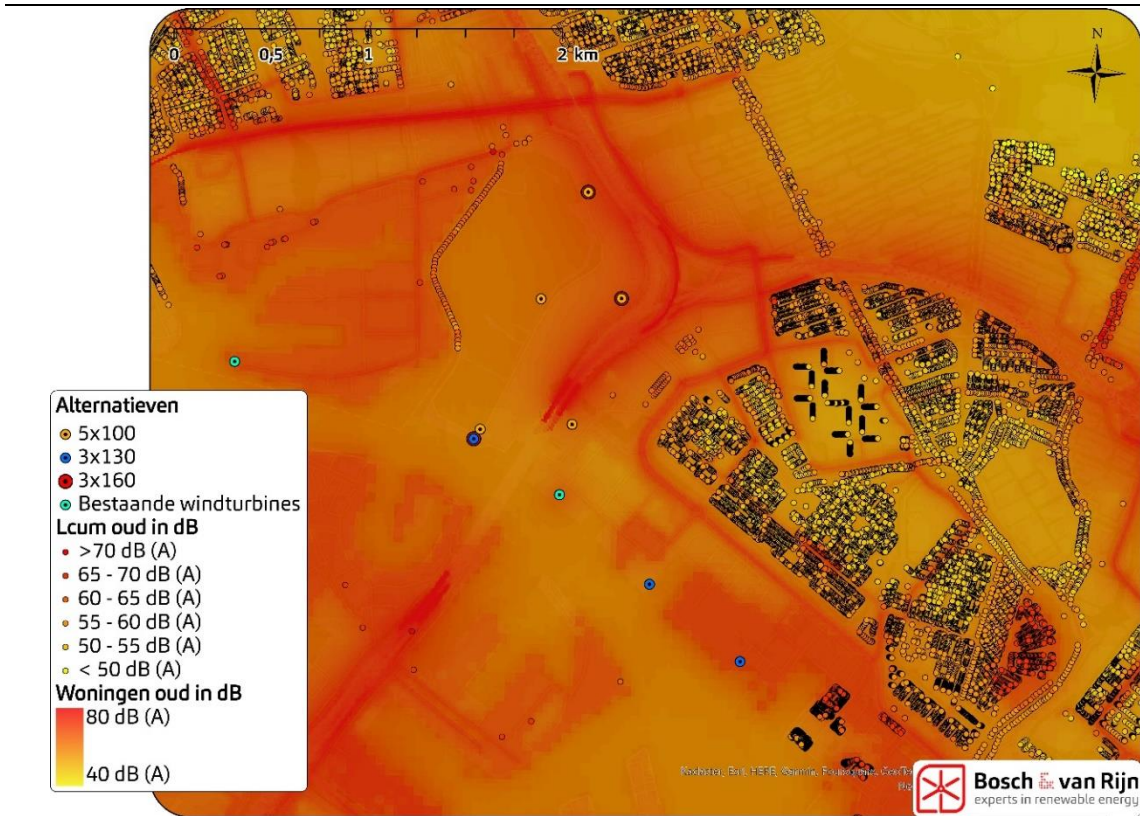 0 0,5 1 2 km
N
Alternatieven
5x100
3x130
3x160
Bestaande windturbines
Lcum oud in dB
>70 dB (A)
65 - 70 dB (A)
60 - 65 dB (A)
55 - 60 dB (A)
50 - 55 dB (A)
< 50 dB (A)
Woningen oud in dB
80 dB (A)
40 dB (A)
Bosch & van Rijn
experts in renewable energy